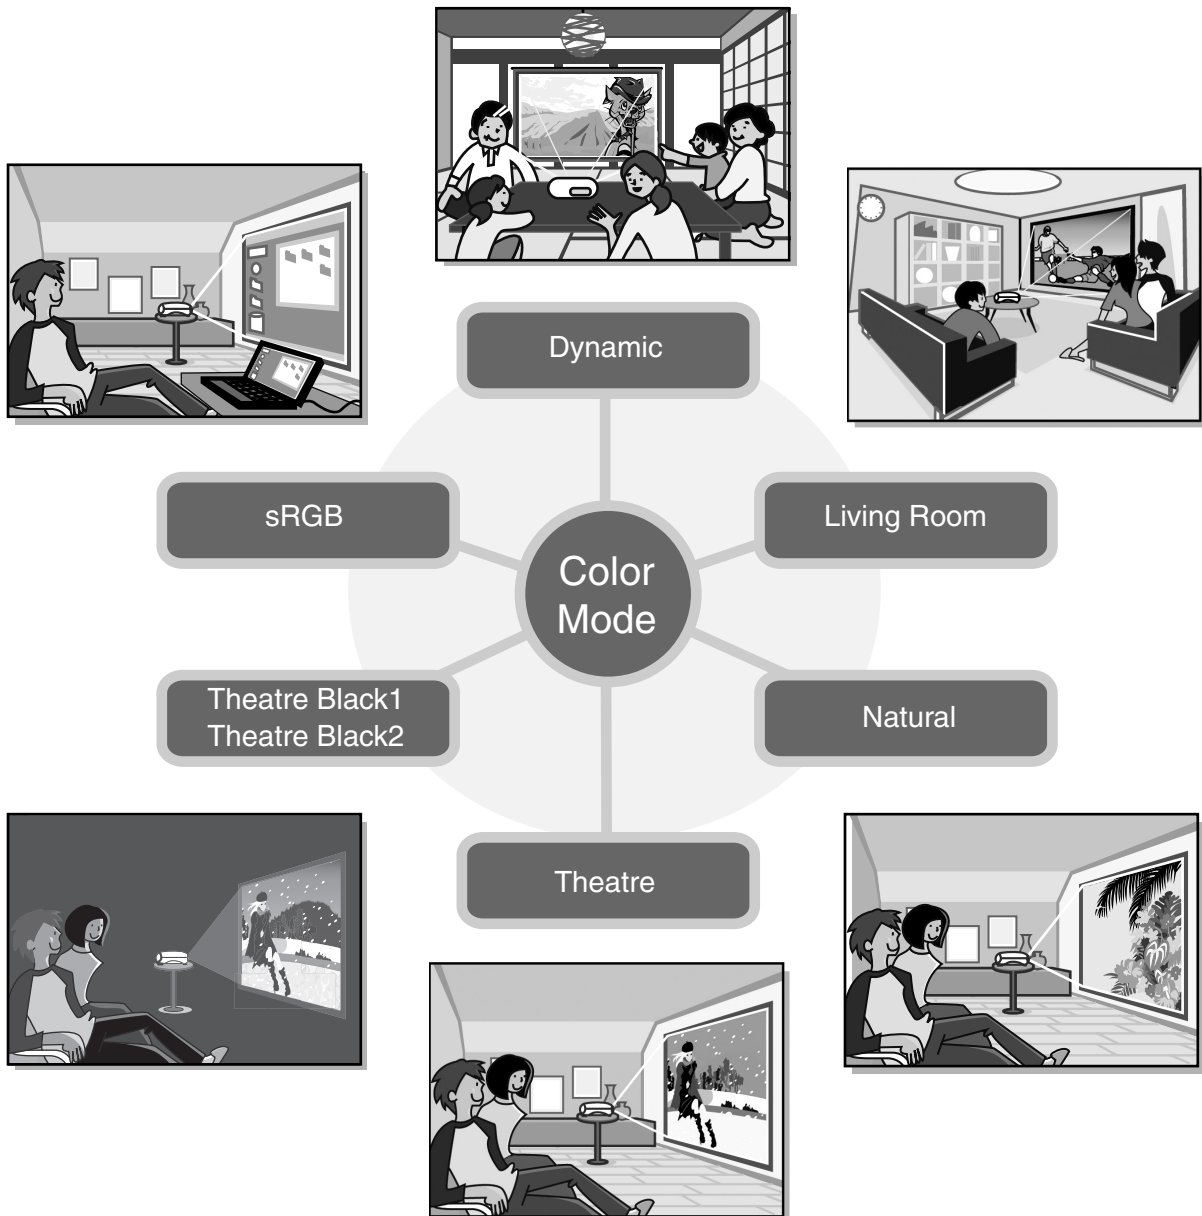 Dynamic
sRGB
Living Room
Color
Mode
Theatre Black1
Theatre Black2
Natural
Theatre